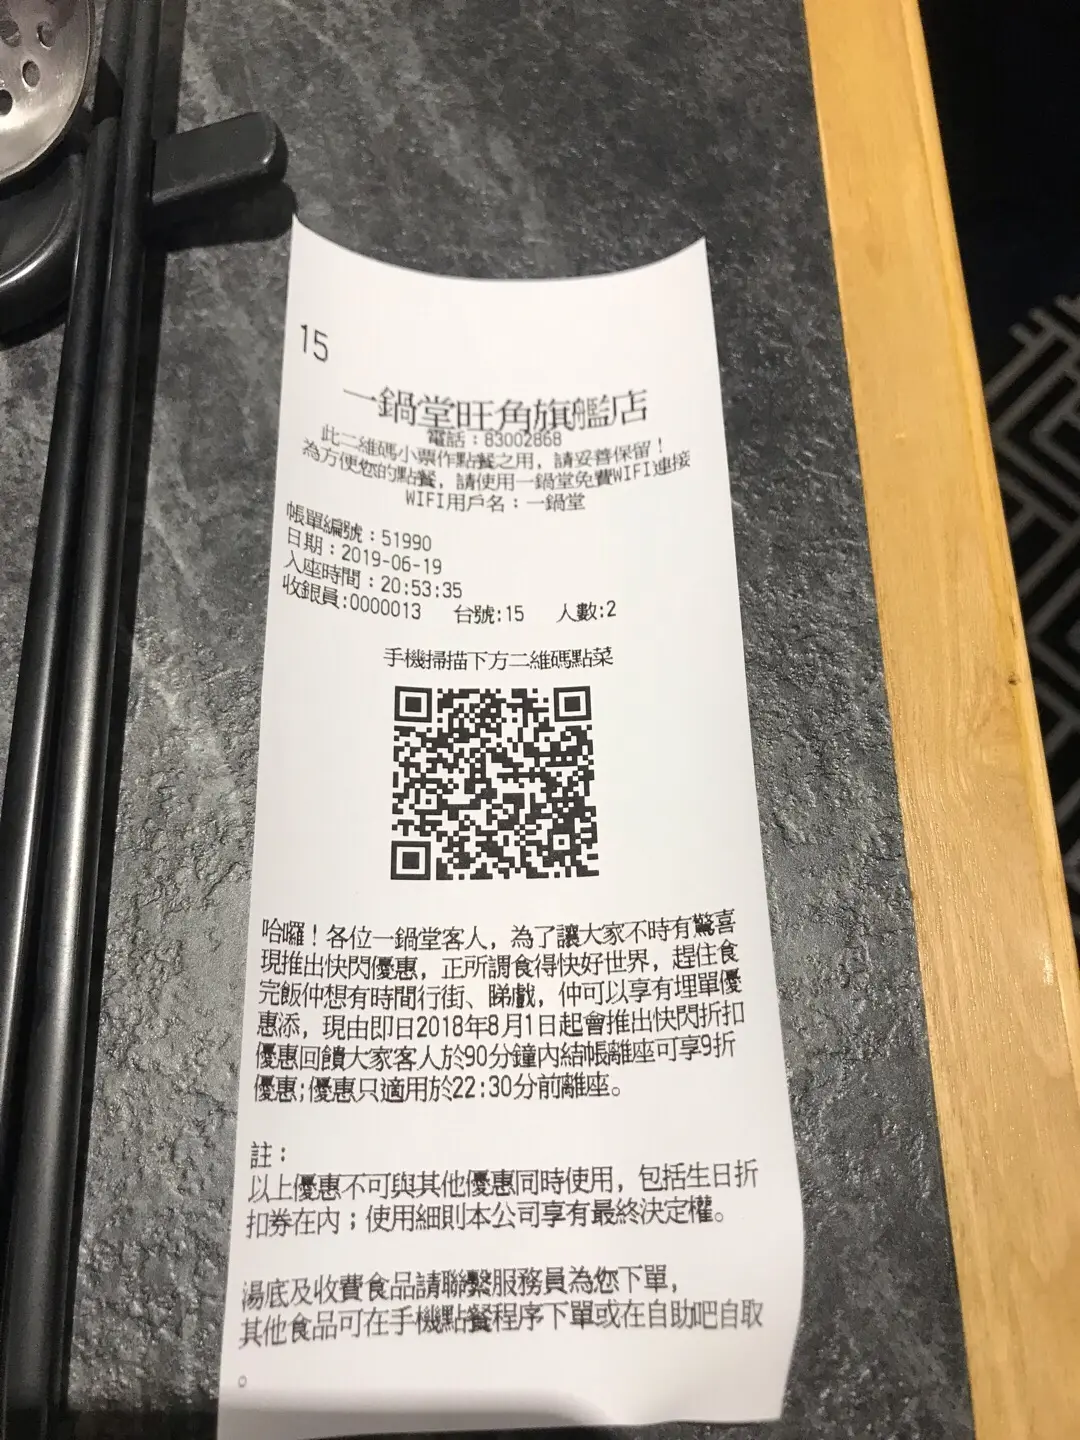 15
一鍋堂旺角旗艦店
電話：83002868
此二維碼小票作點餐之用，請妥善保留！
為方便您的點餐，請使用一鍋堂免費WIFI連接
WIFI用戶名：一鍋堂
帳單編號：51990
日期：2019-06-19
入座時間：20:53:35
收銀員:0000013 台號:15 人數:2
手機掃描下方二維碼點菜
哈囉！各位一鍋堂客人，為了讓大家不時有驚喜
現推出快閃優惠，正所謂食得快好世界，趕住食
完飯仲想有時間行街、睇戲，仲可以享有埋單優
惠添，現由即日2018年8月1日起會推出快閃折扣
優惠回饋大家客人於90分鐘內結帳離座可享9折
優惠;優惠只適用於22:30分前離座。
註：
以上優惠不可與其他優惠同時使用，包括生日折
扣券在內；使用細則本公司享有最終決定權。
湯底及收費食品請聯繫服務員為您下單，
其他食品可在手機點餐程序下單或在自助吧自取
。